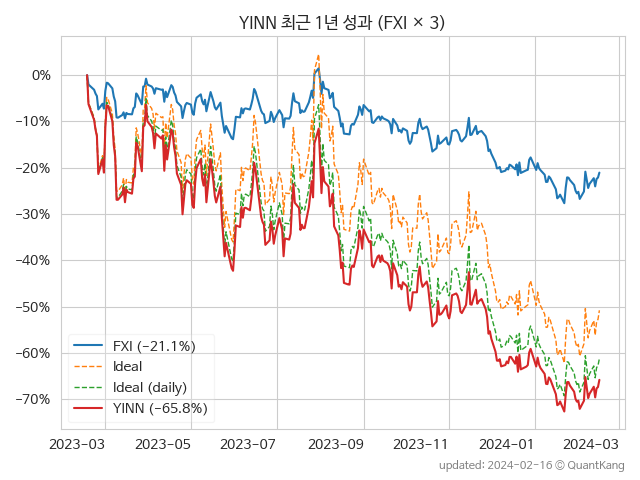 YINN 최근 1년 성과 (FXI × 3)
0%
−10%
−20%
−30%
−40%
−50%
−60%
−70%
FXI (−21.1%)
Ideal
Ideal (daily)
YINN (−65.8%)
2023-03 2023-05 2023-07 2023-09 2023-11 2024-01 2024-03
updated: 2024-02-16 © QuantKang